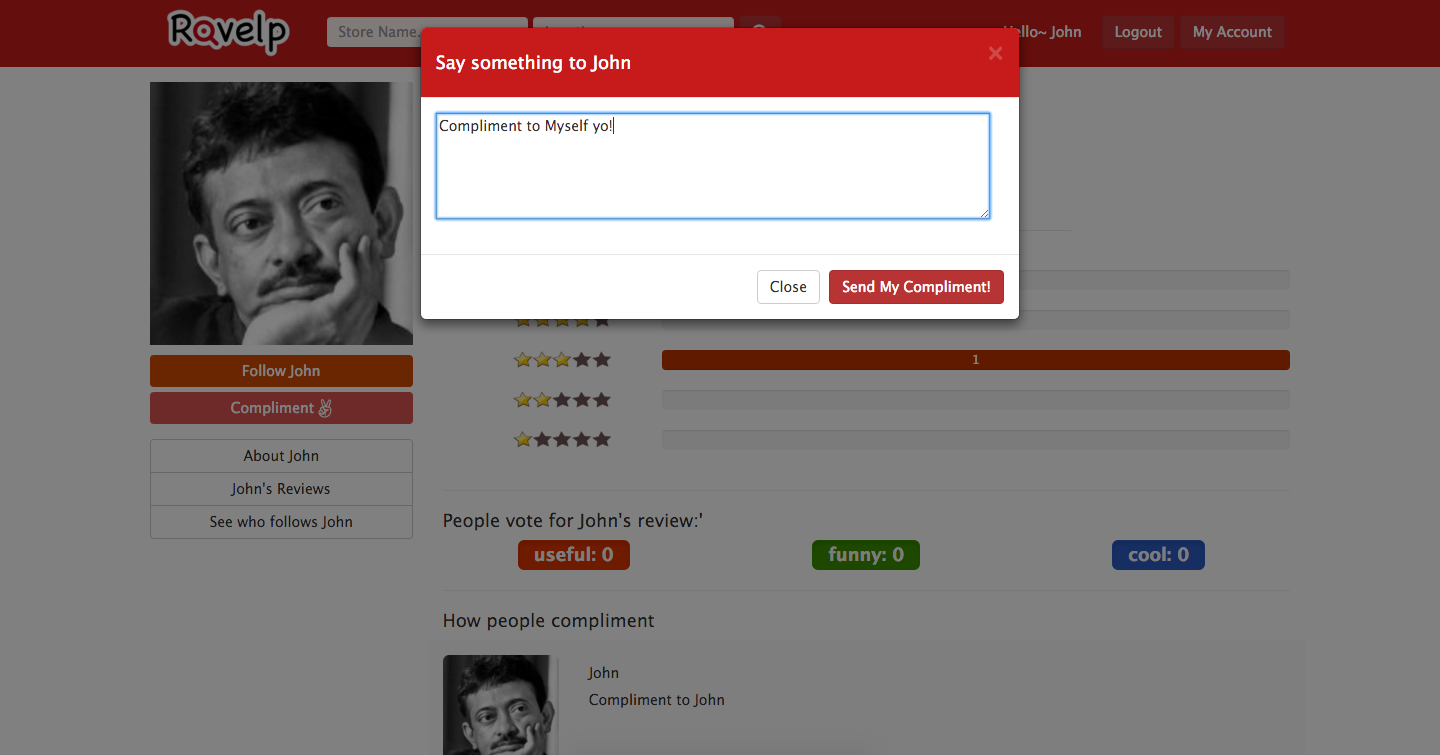 Ravelp
Store Name,
Hello~ John
Logout
My Account
Say something to John
×
Compliment to Myself yo!
Close
Send My Compliment!
Follow John
Compliment
About John
John's Reviews
See who follows John
1
People vote for John's review:'
useful: 0
funny: 0
cool: 0
How people compliment
John
Compliment to John